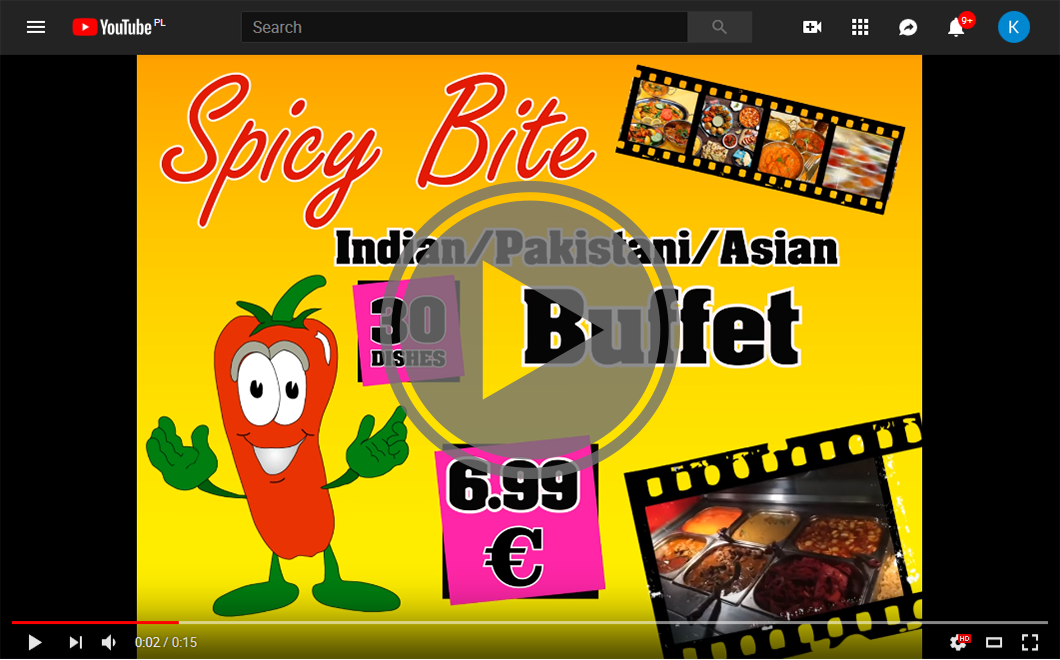 YouTube PL
Search
9+
K
Spicy Bite
Indian/Pakistani/Asian
30
DISHES
Buffet
6.99
€
0:02 / 0:15
HD